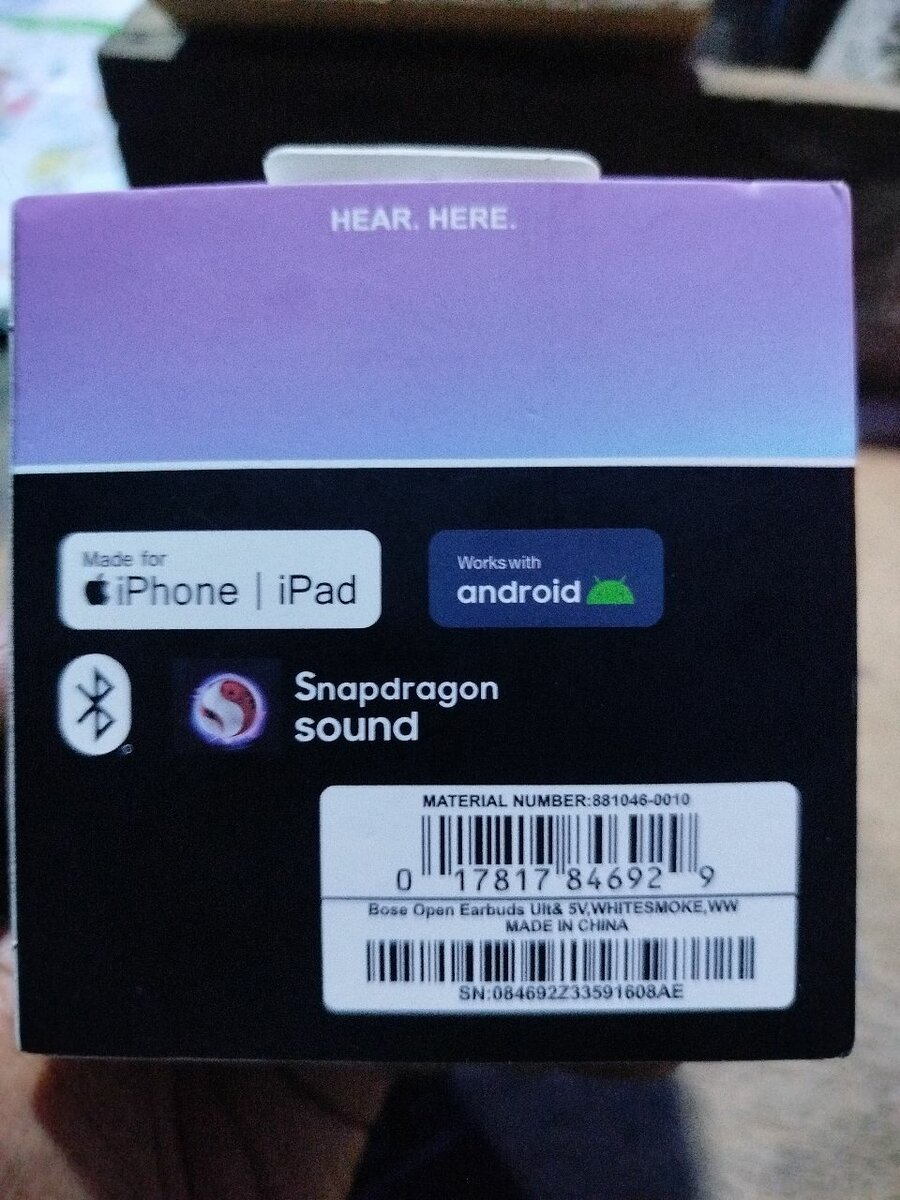 HEAR. HERE.
Made for
iPhone | iPad
Works with
android
Snapdragon
sound
MATERIAL NUMBER:881046-0010
0 17817 84692 9
Bose Open Earbuds Ult& 5V,WHITESMOKE,WW
MADE IN CHINA
SN:084692Z33591608AE